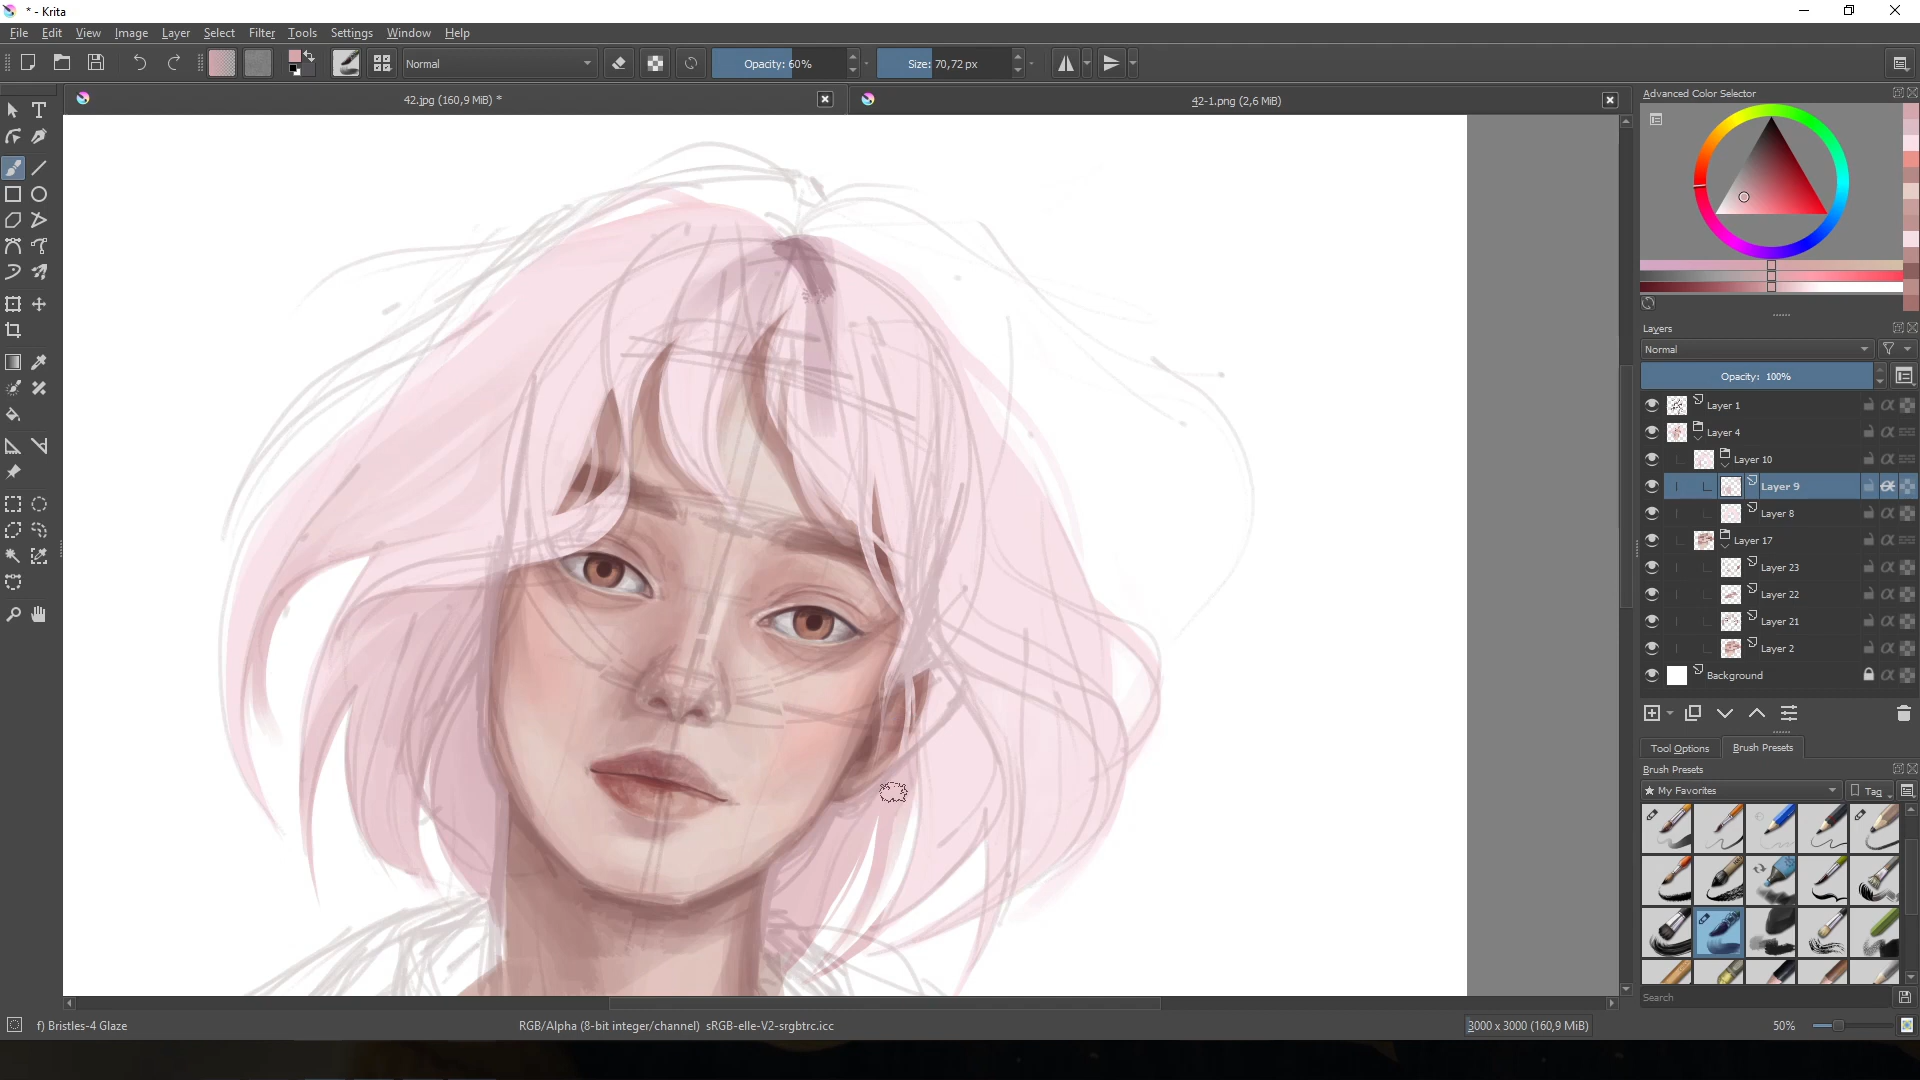 * - Krita
File Edit View Image Layer Select Filter Tools Settings Window Help
Normal Opacity: 60% Size: 70,72 px
42.jpg (160,9 MiB) *
42-1.png (2,6 MiB)
Advanced Color Selector
Layers
Normal
Opacity: 100%
Layer 1
Layer 4
Layer 10
Layer 9
Layer 8
Layer 17
Layer 23
Layer 22
Layer 21
Layer 2
Background
Tool Options Brush Presets
Brush Presets
★ My Favorites Tag
Search
f) Bristles-4 Glaze
RGB/Alpha (8-bit integer/channel) sRGB-elle-V2-srgbtrc.icc
3000 x 3000 (160,9 MiB)
50%